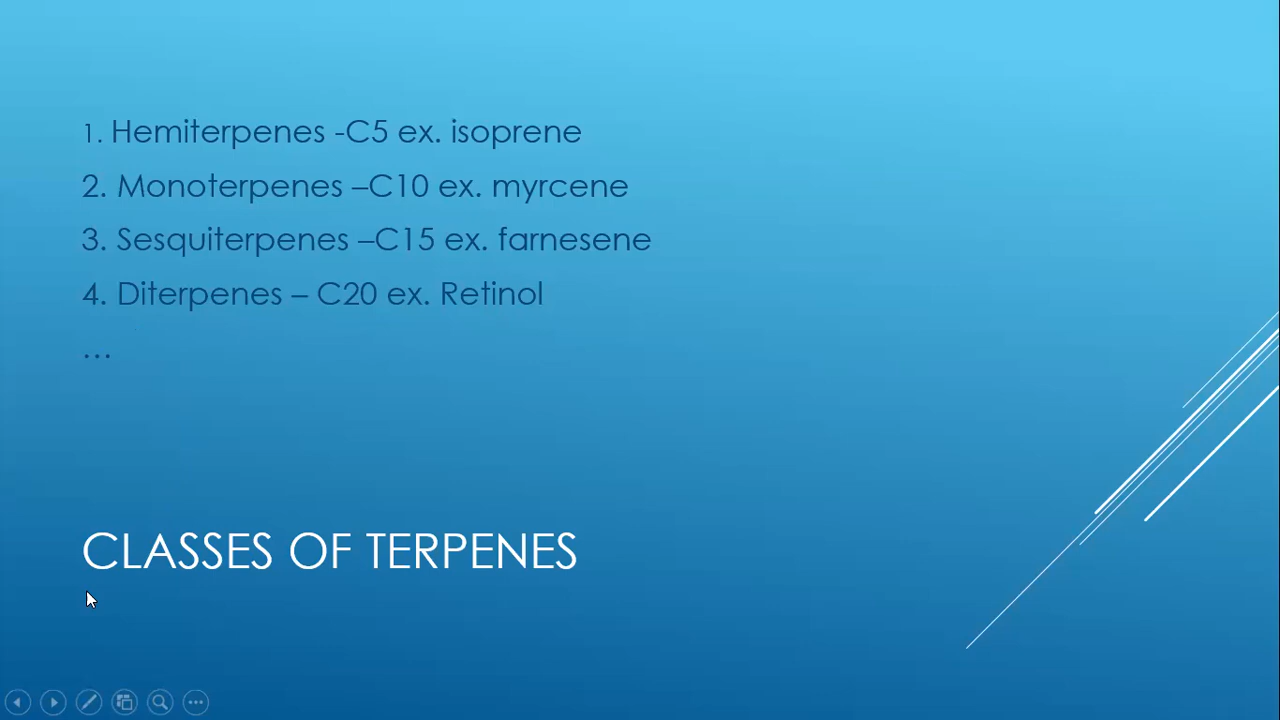 1. Hemiterpenes -C5 ex. isoprene
2. Monoterpenes –C10 ex. myrcene
3. Sesquiterpenes –C15 ex. farnesene
4. Diterpenes – C20 ex. Retinol
…
CLASSES OF TERPENES